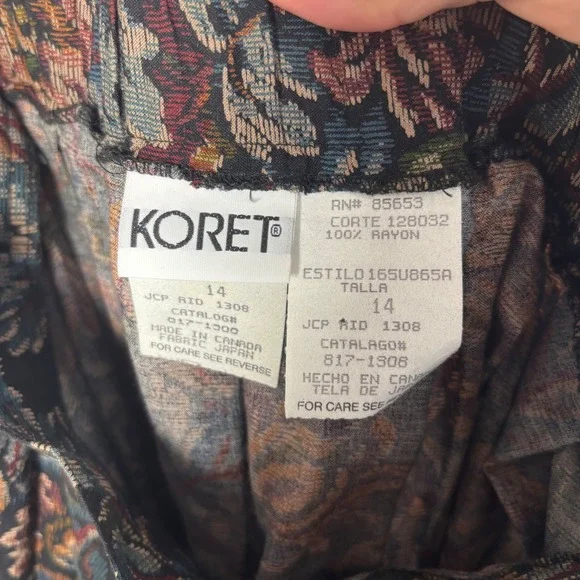 KORET®
14
JCP RID 1308
CATALOG#
817-1308
MADE IN CANADA
FABRIC JAPAN
FOR CARE SEE REVERSE
RN# 85653
CORTE 128032
100% RAYON
ESTILO 165U865A
TALLA
14
JCP RID 1308
CATALAGO#
817-1308
HECHO EN CAN
TELA DE JA
FOR CARE SEE